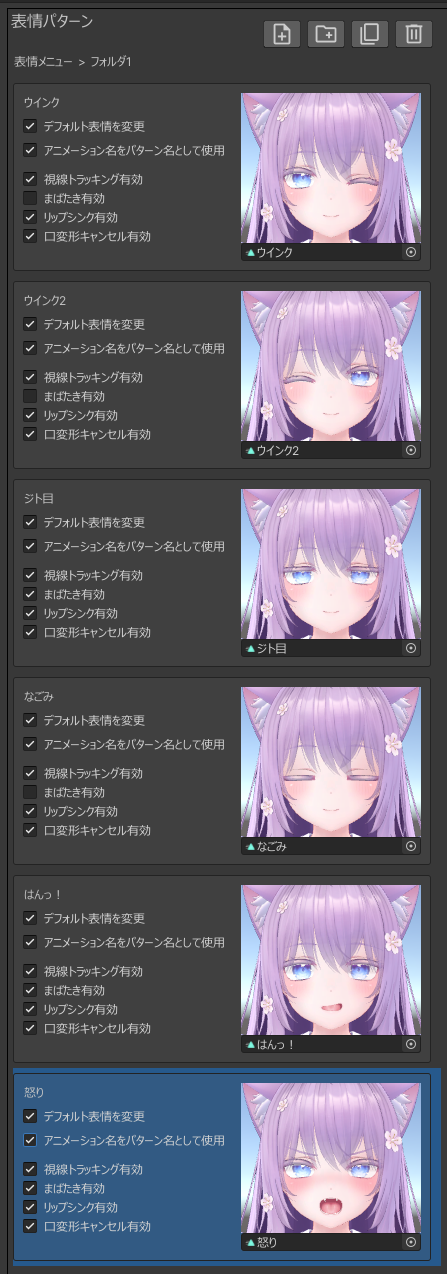 表情パターン
表情メニュー > フォルダ1
ウインク
デフォルト表情を変更
アニメーション名をパターン名として使用
視線トラッキング有効
まばたき有効
リップシンク有効
口変形キャンセル有効
ウインク
ウインク2
デフォルト表情を変更
アニメーション名をパターン名として使用
視線トラッキング有効
まばたき有効
リップシンク有効
口変形キャンセル有効
ウインク2
ジト目
デフォルト表情を変更
アニメーション名をパターン名として使用
視線トラッキング有効
まばたき有効
リップシンク有効
口変形キャンセル有効
ジト目
なごみ
デフォルト表情を変更
アニメーション名をパターン名として使用
視線トラッキング有効
まばたき有効
リップシンク有効
口変形キャンセル有効
なごみ
はんっ！
デフォルト表情を変更
アニメーション名をパターン名として使用
視線トラッキング有効
まばたき有効
リップシンク有効
口変形キャンセル有効
はんっ！
怒り
デフォルト表情を変更
アニメーション名をパターン名として使用
視線トラッキング有効
まばたき有効
リップシンク有効
口変形キャンセル有効
怒り